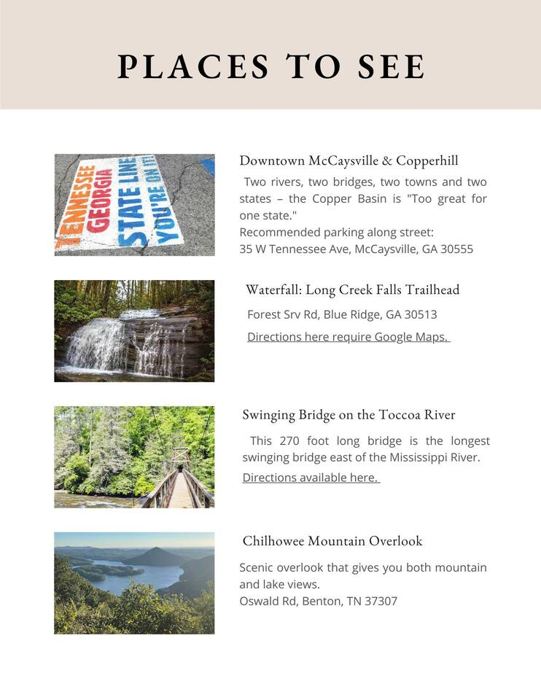 PLACES TO SEE
TENNESSEE
GEORGIA
STATE LINE
YOU'RE ON IT!
Downtown McCaysville & Copperhill
Two rivers, two bridges, two towns and two
states – the Copper Basin is "Too great for
one state."
Recommended parking along street:
35 W Tennessee Ave, McCaysville, GA 30555
Waterfall: Long Creek Falls Trailhead
Forest Srv Rd, Blue Ridge, GA 30513
Directions here require Google Maps.
Swinging Bridge on the Toccoa River
This 270 foot long bridge is the longest
swinging bridge east of the Mississippi River.
Directions available here.
Chilhowee Mountain Overlook
Scenic overlook that gives you both mountain
and lake views.
Oswald Rd, Benton, TN 37307